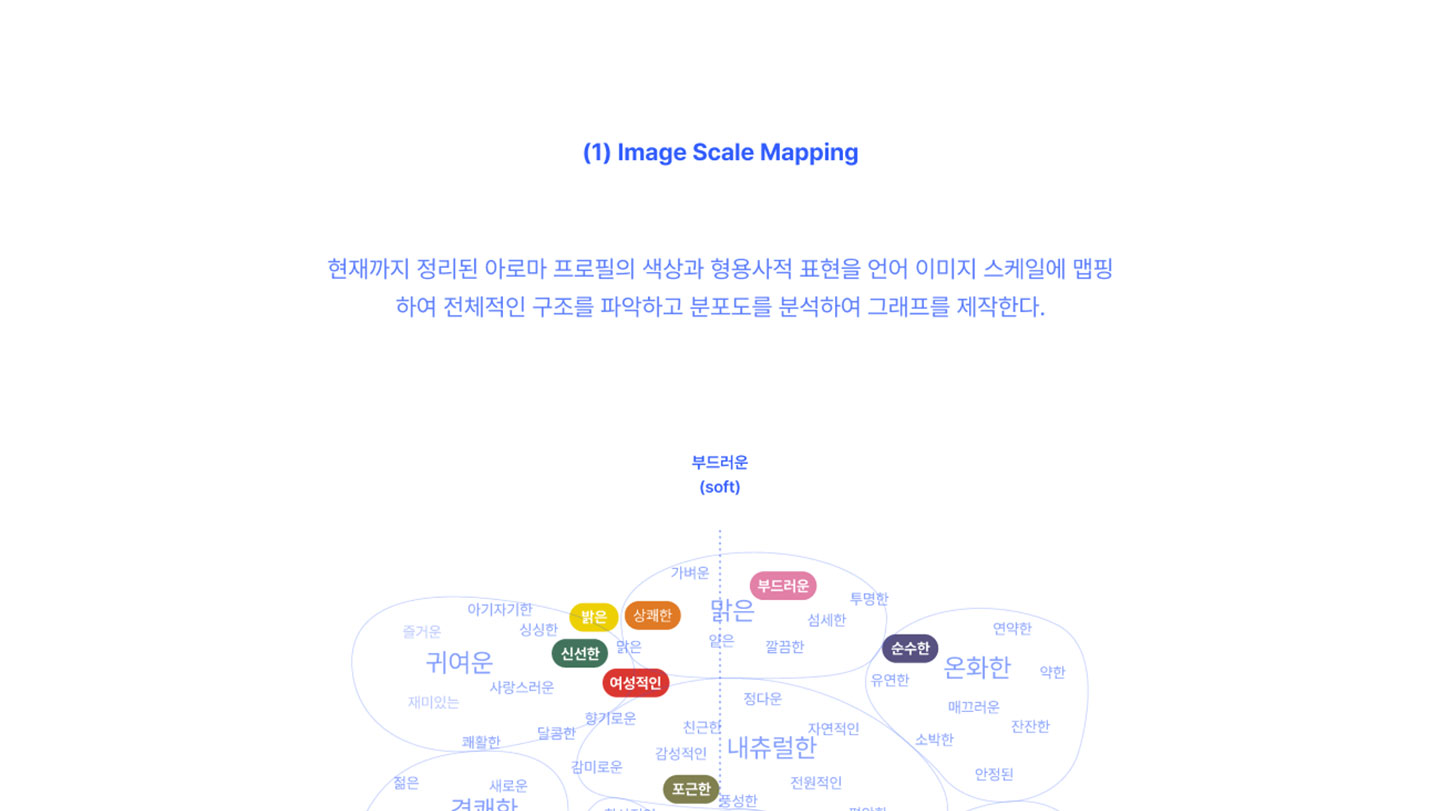 (1) Image Scale Mapping
현재까지 정리된 아로마 프로필의 색상과 형용사적 표현을 언어 이미지 스케일에 맵핑
하여 전체적인 구조를 파악하고 분포도를 분석하여 그래프를 제작한다.
부드러운
(soft)
가벼운
부드러운
투명한
맑은
섬세한
얕은
깔끔한
밝은
상쾌한
맑은
신선한
여성적인
아기자기한
즐거운
싱싱한
귀여운
사랑스러운
재미있는
달콤한
쾌활한
순수한
연약한
온화한
약한
유연한
매끄러운
잔잔한
소박한
안정된
정다운
향기로운
친근한
자연적인
내츄럴한
감성적인
감미로운
전원적인
포근한
풍성한
젊은
새로운
경쾌한